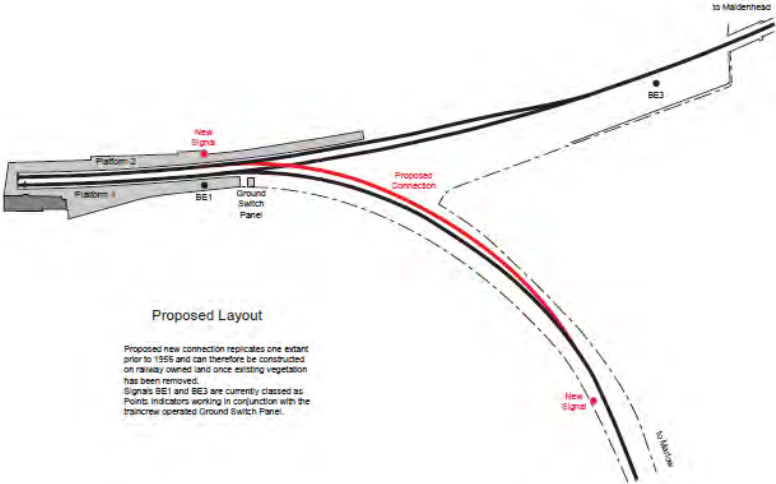 to Maidenhead
BE3
New
Signal
Platform 2
Proposed
Connection
Platform 1
BE1
Ground
Switch
Panel
Proposed Layout
Proposed new connection replicates one extant
prior to 1956 and can therefore be constructed
on railway owned land once existing vegetation
has been removed.
Signals BE1 and BE3 are currently classed as
Points Indicators working in conjunction with the
traincrew operated Ground Switch Panel.
New
Signal
to Marlow